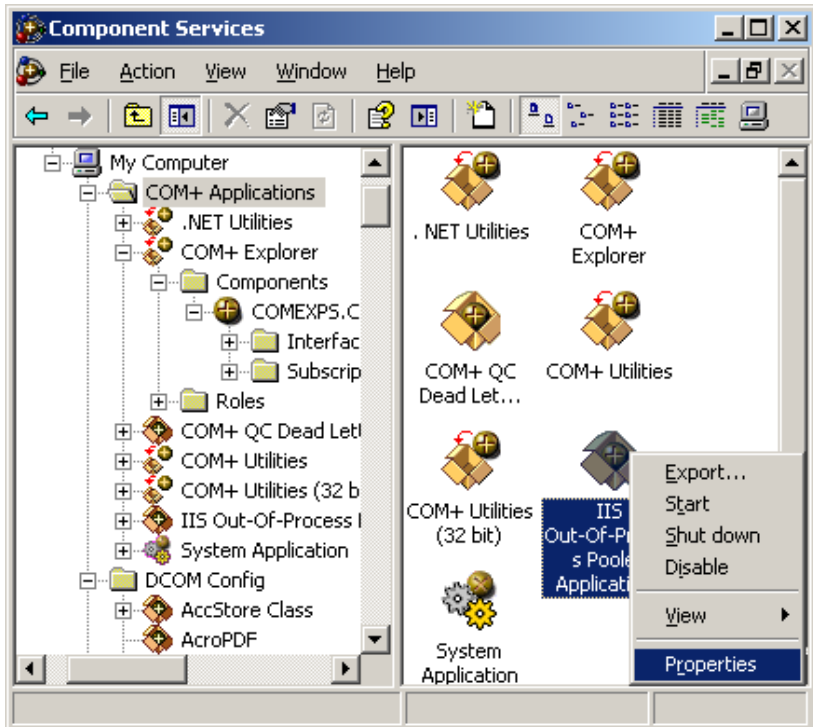 Component Services
File Action View Window Help
My Computer
COM+ Applications
.NET Utilities
COM+ Explorer
Components
COMEXPS.C
Interfac
Subscrip
Roles
COM+ QC Dead Lett
COM+ Utilities
COM+ Utilities (32 b
IIS Out-Of-Process
System Application
DCOM Config
AccStore Class
AcroPDF
. NET Utilities
COM+
Explorer
COM+ QC
Dead Let...
COM+ Utilities
COM+ Utilities
(32 bit)
IIS
Out-Of-Pr
s Poole
Applicati
System
Application
Export...
Start
Shut down
Disable
View
Properties